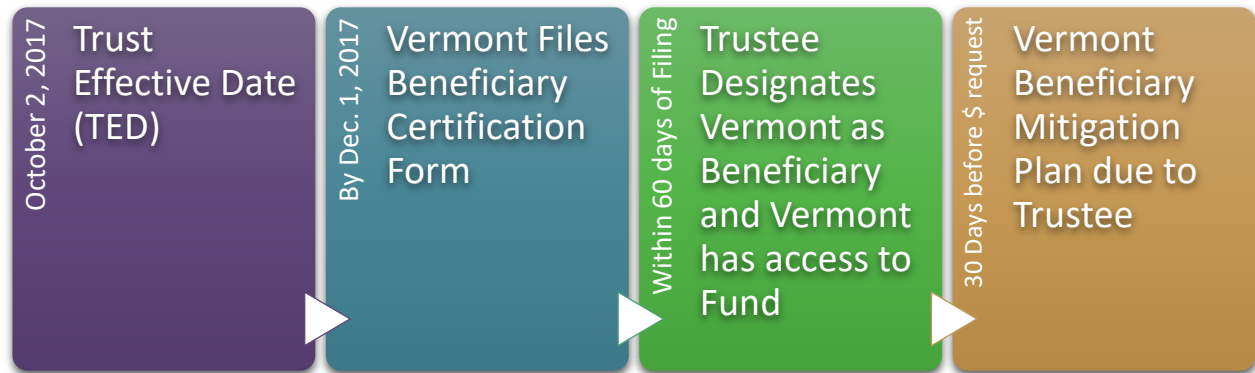 October 2, 2017
Trust
Effective Date
(TED)
By Dec. 1, 2017
Vermont Files
Beneficiary
Certification
Form
Within 60 days of Filing
Trustee
Designates
Vermont as
Beneficiary
and Vermont
has access to
Fund
30 Days before $ request
Vermont
Beneficiary
Mitigation
Plan due to
Trustee